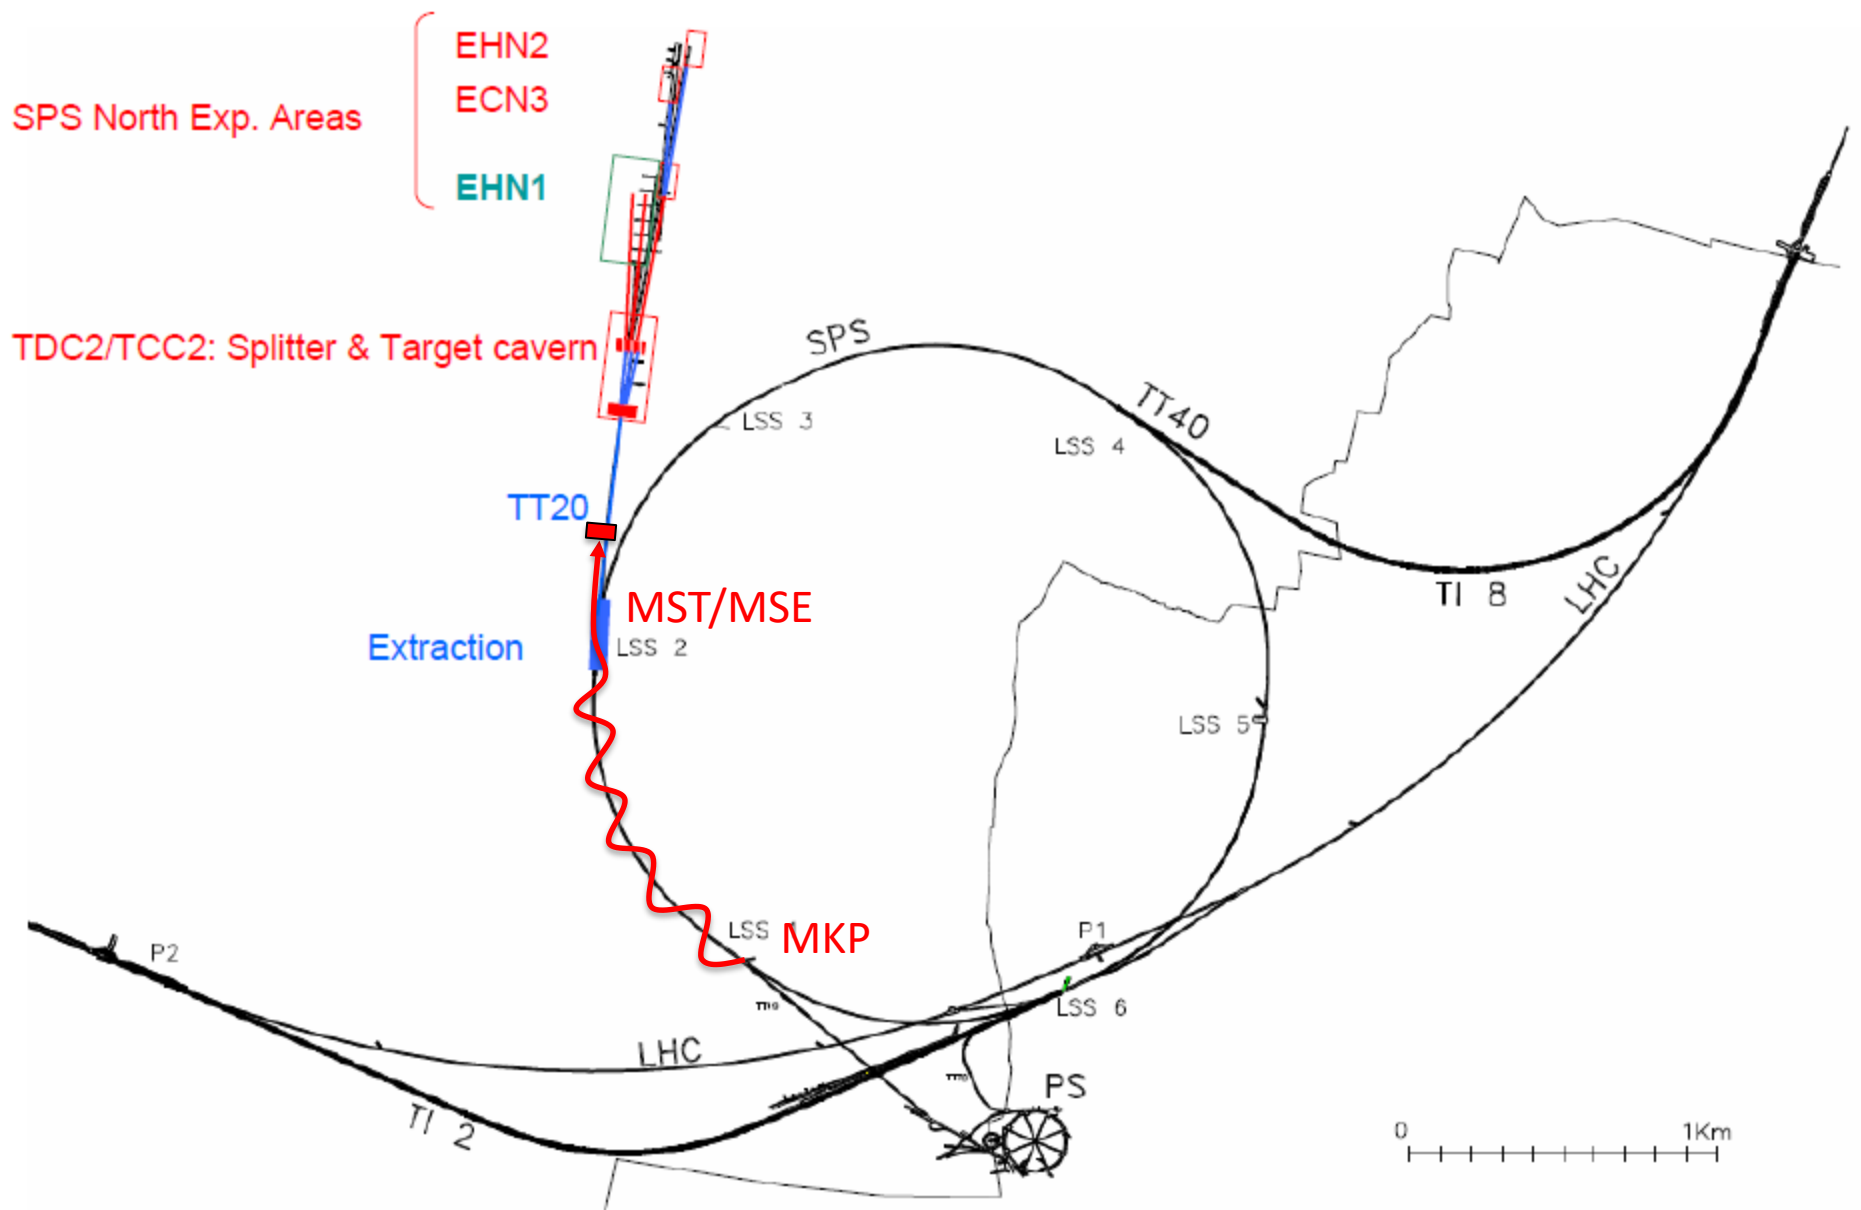 EHN2
SPS North Exp. Areas
ECN3
EHN1
TDC2/TCC2: Splitter & Target cavern
SPS
TT40
LSS 3
LSS 4
TT20
TI 8
LHC
MST/MSE
Extraction
LSS 2
LSS 5
LSS
MKP
P1
P2
LSS 6
LHC
PS
TI 2
0
1Km